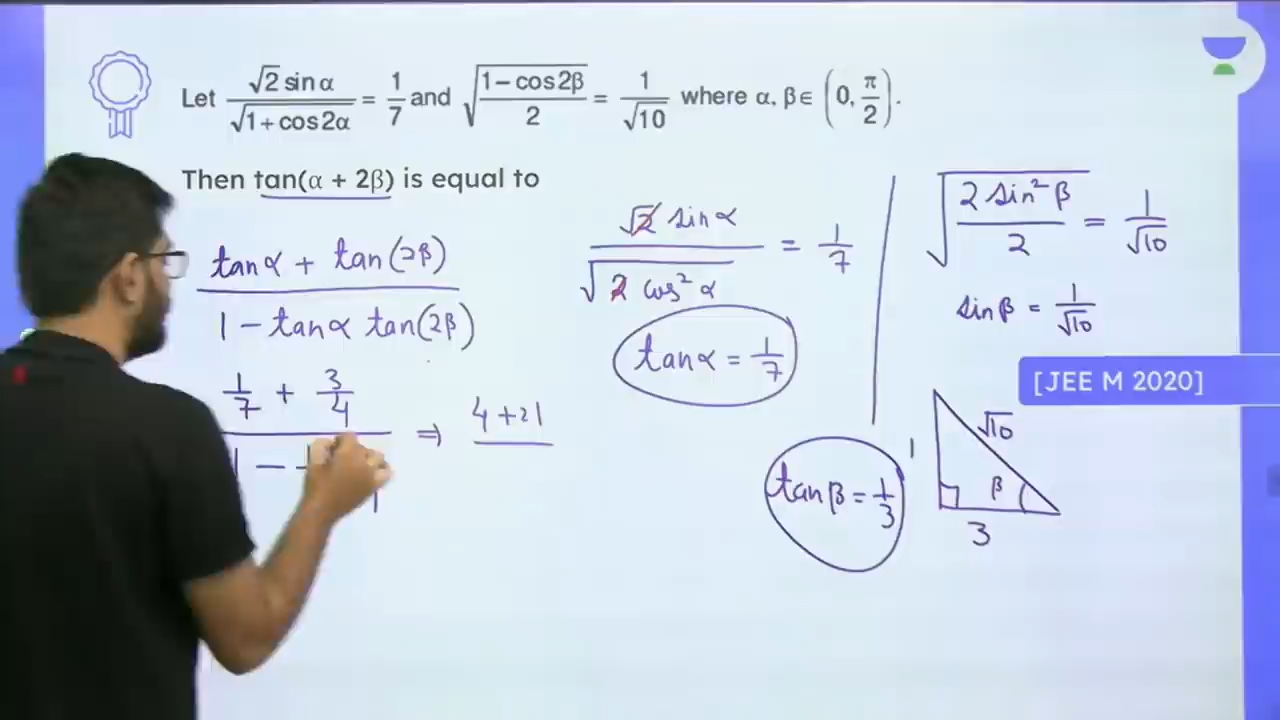 Let √2 sin α / √(1 + cos 2α) = 1/7 and √((1 − cos 2β)/2) = 1/√10 where α, β ∈ (0, π/2).
Then tan(α + 2β) is equal to
tan α + tan(2β)
1 − tan α tan(2β)
1/7 + 3/4
1 −
⇒ 4 + 21
√2 sin α / √(2 cos² α) = 1/7
tan α = 1/7
√(2 sin² β / 2) = 1/√10
sin β = 1/√10
[JEE M 2020]
tan β = 1/3
1
√10
β
3